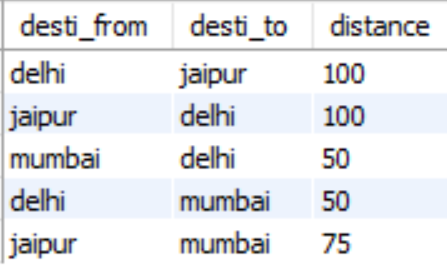 desti_from desti_to distance
delhi jaipur 100
jaipur delhi 100
mumbai delhi 50
delhi mumbai 50
jaipur mumbai 75